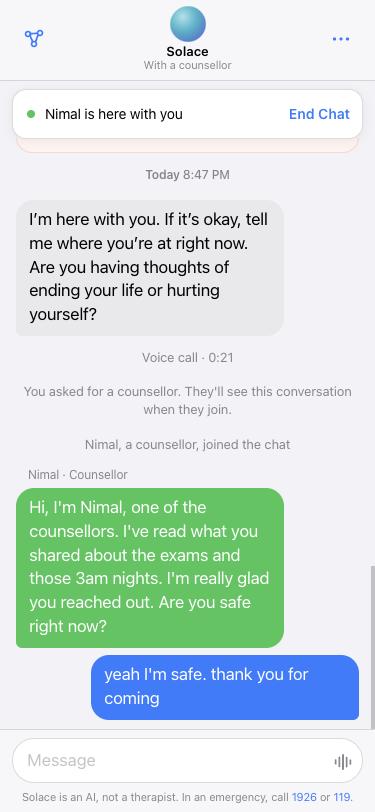 Solace
With a counsellor
Nimal is here with you
End Chat
Today 8:47 PM
I’m here with you. If it’s okay, tell
me where you’re at right now.
Are you having thoughts of
ending your life or hurting
yourself?
Voice call · 0:21
You asked for a counsellor. They'll see this conversation
when they join.
Nimal, a counsellor, joined the chat
Nimal · Counsellor
Hi, I'm Nimal, one of the
counsellors. I've read what you
shared about the exams and
those 3am nights. I'm really glad
you reached out. Are you safe
right now?
yeah I'm safe. thank you for
coming
Message
Solace is an AI, not a therapist. In an emergency, call 1926 or 119.